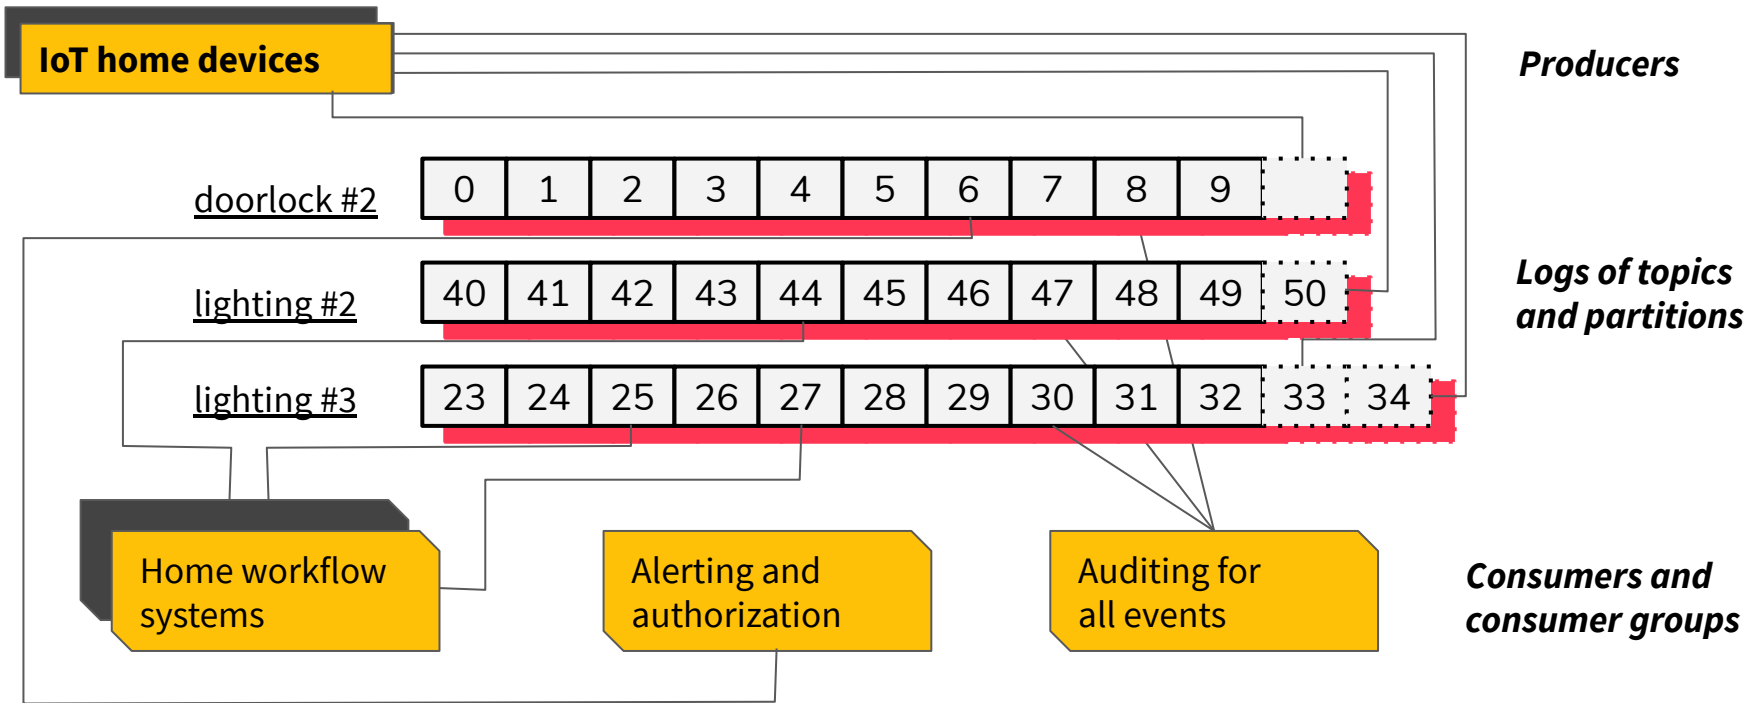 IoT home devices
Producers
doorlock #2
0 1 2 3 4 5 6 7 8 9
lighting #2
40 41 42 43 44 45 46 47 48 49 50
Logs of topics
and partitions
lighting #3
23 24 25 26 27 28 29 30 31 32 33 34
Home workflow
systems
Alerting and
authorization
Auditing for
all events
Consumers and
consumer groups